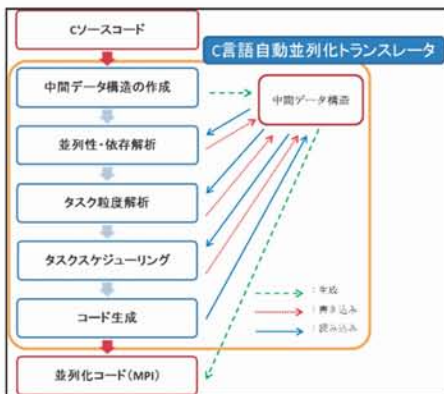 Cソースコード
C言語自動並列化トランスレータ
中間データ構造の作成
中間データ構造
並列性・依存解析
タスク粒度解析
タスクスケジューリング
:生成
:書き込み
:読み込み
コード生成
並列化コード(MPI)